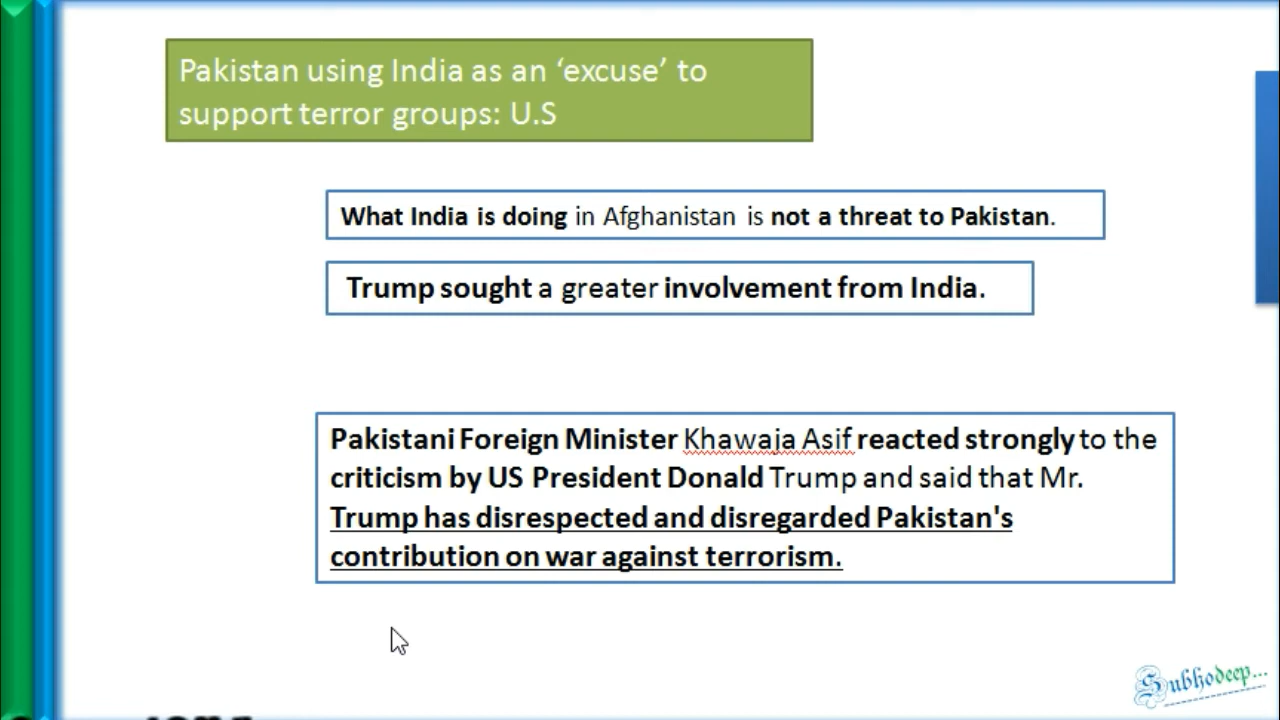 Pakistan using India as an ‘excuse’ to
support terror groups: U.S
What India is doing in Afghanistan is not a threat to Pakistan.
Trump sought a greater involvement from India.
Pakistani Foreign Minister Khawaja Asif reacted strongly to the
criticism by US President Donald Trump and said that Mr.
Trump has disrespected and disregarded Pakistan's
contribution on war against terrorism.
Subhodeep...